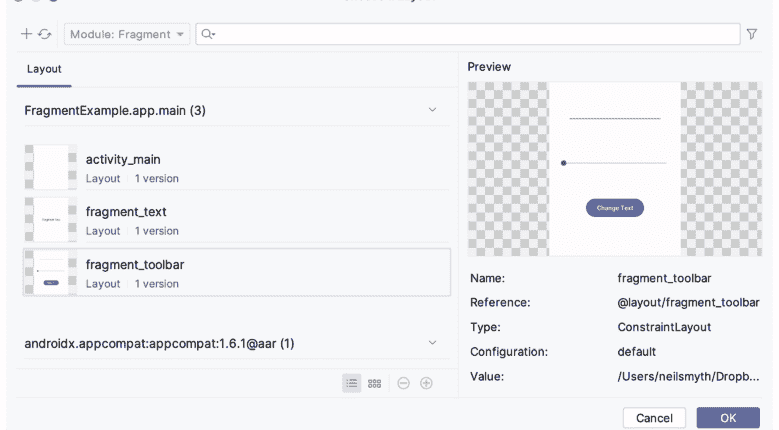 Module: Fragment
Layout
FragmentExample.app.main (3)
activity_main
Layout 1 version
fragment_text
Layout 1 version
fragment_toolbar
Layout 1 version
androidx.appcompat:appcompat:1.6.1@aar (1)
Preview
Change Text
Name: fragment_toolbar
Reference: @layout/fragment_toolbar
Type: ConstraintLayout
Configuration: default
Value: /Users/neilsmyth/Dropb...
Cancel OK